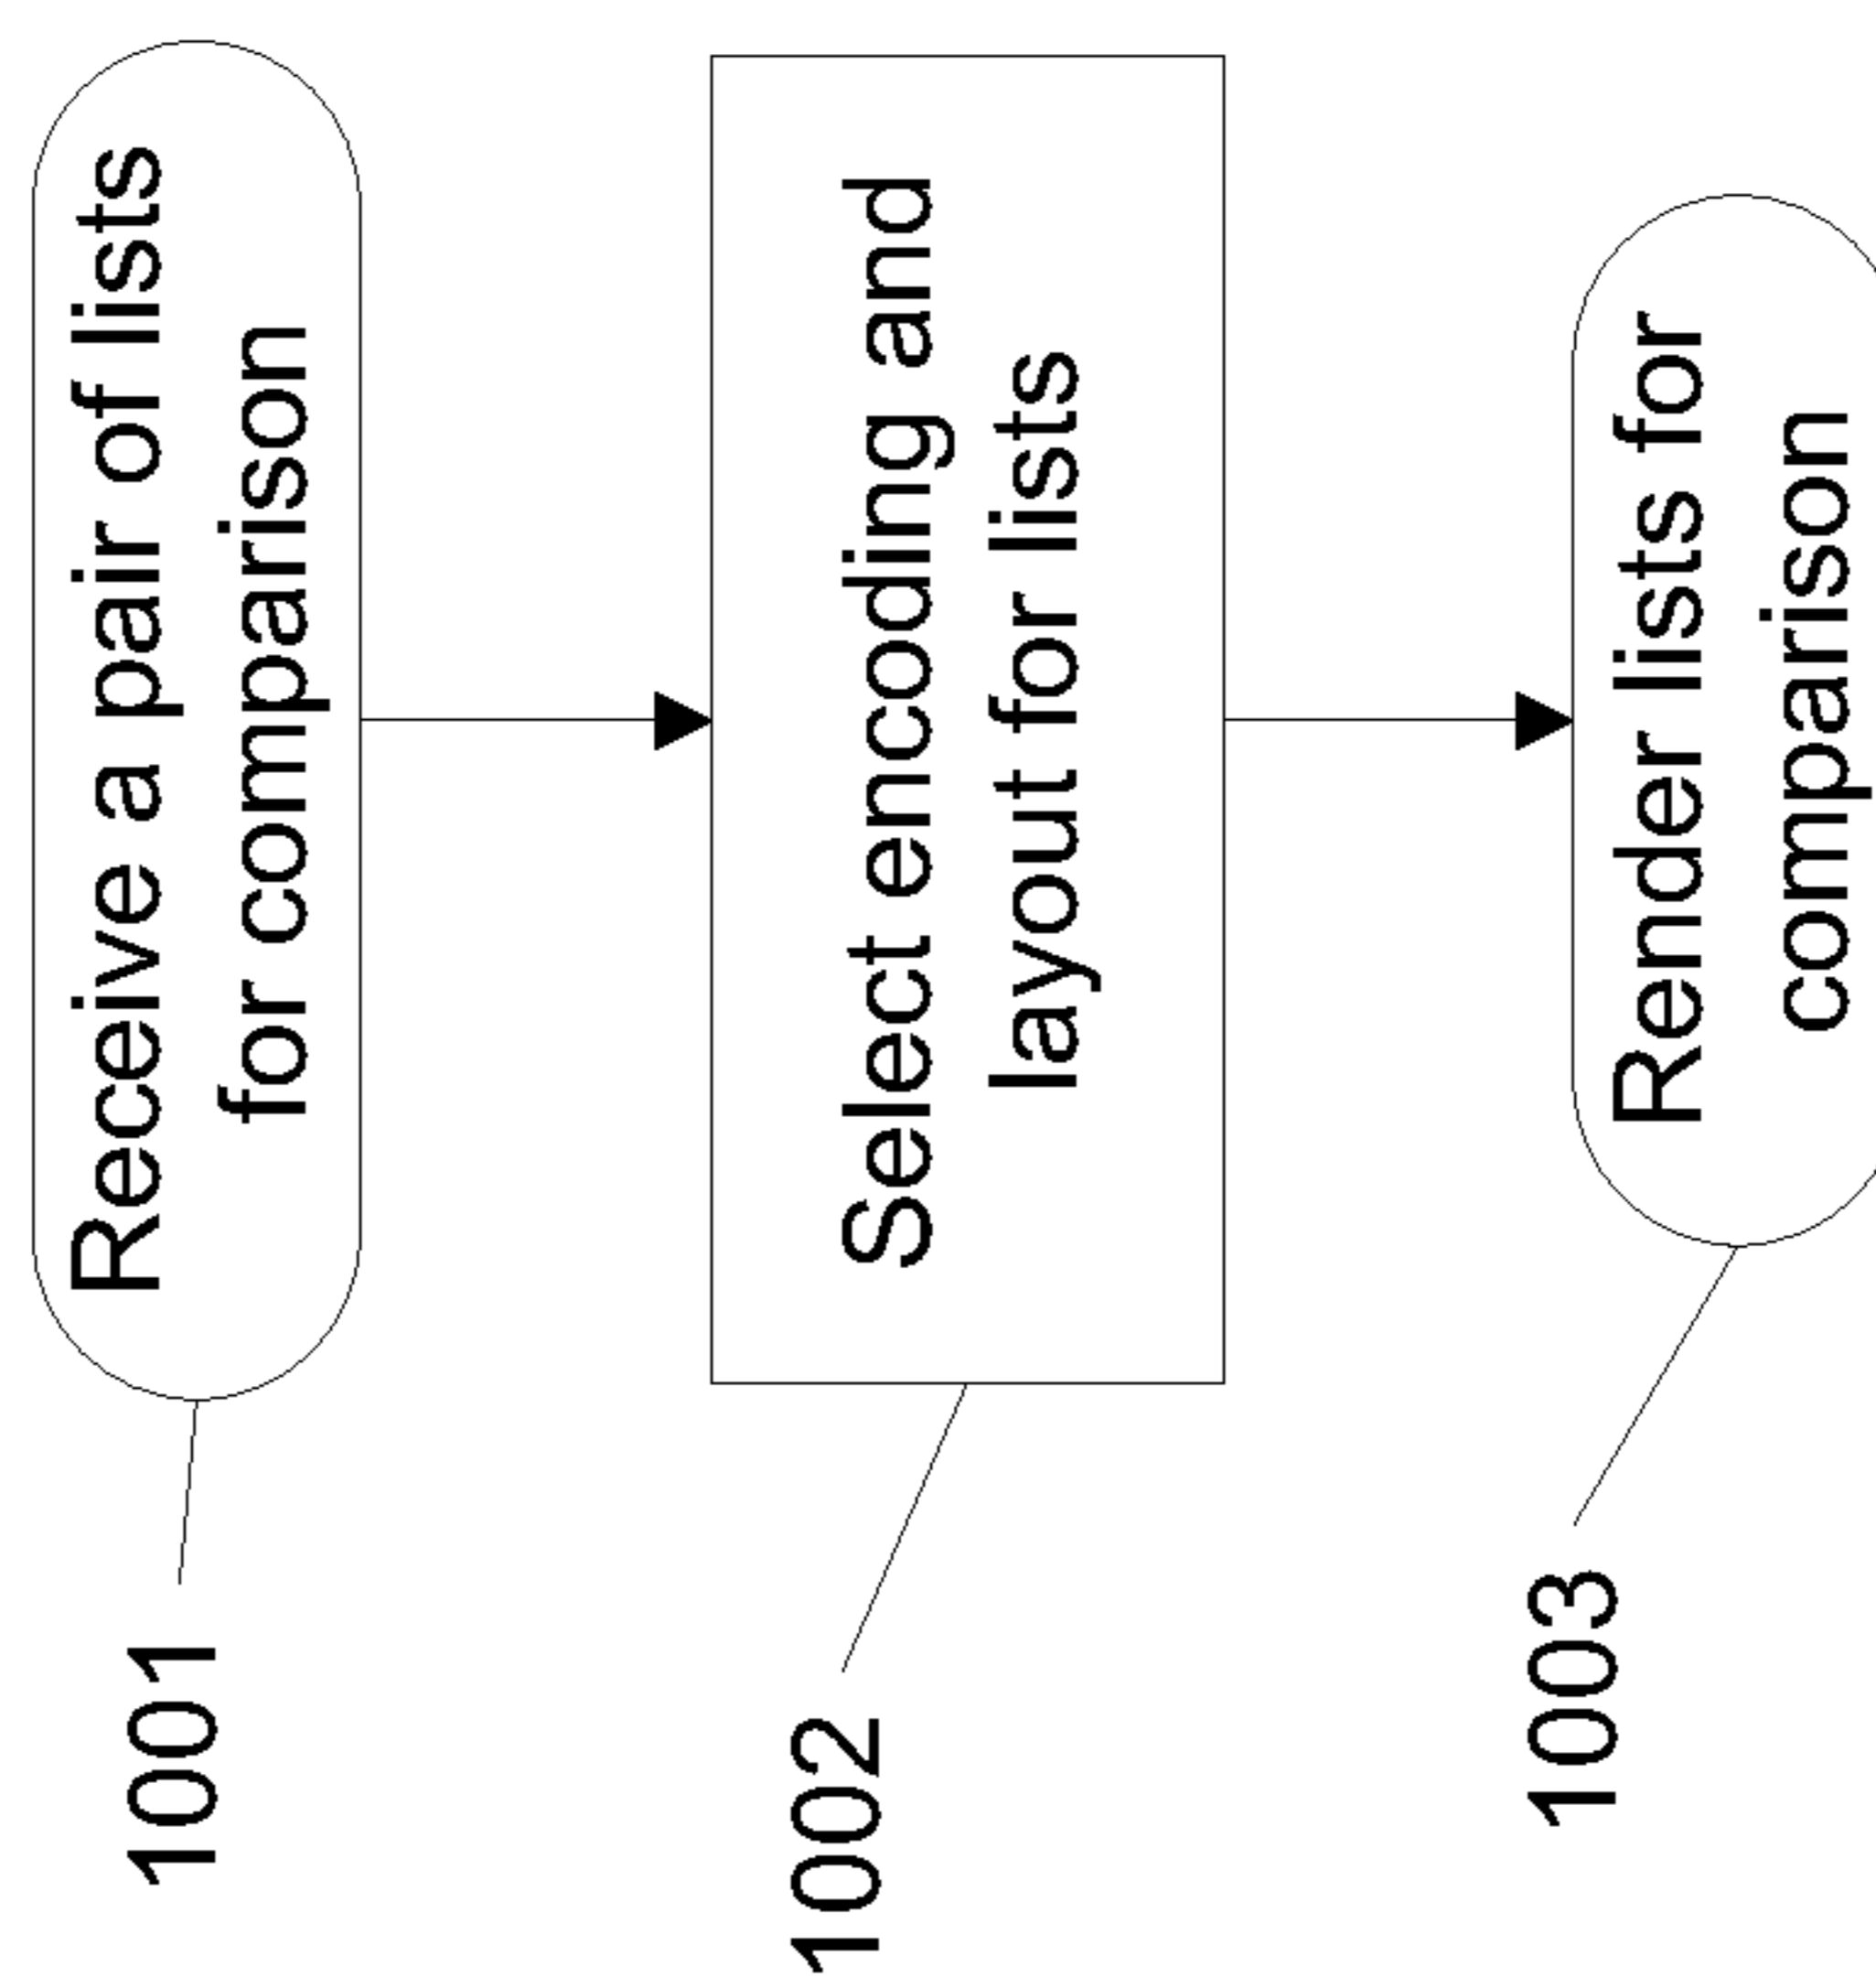 Receive a pair of lists
for comparison
1001
Select encoding and
layout for lists
1002
Render lists for
comparison
1003